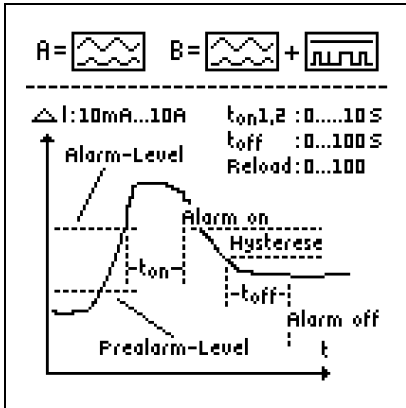 A= B= +
△I:10mA...10A ton1,2 :0.....10S
toff :0...100S
Reload:0...100
Alarm-Level
Alarm on
Hysterese
ton
toff
Alarm off
Prealarm-Level
t